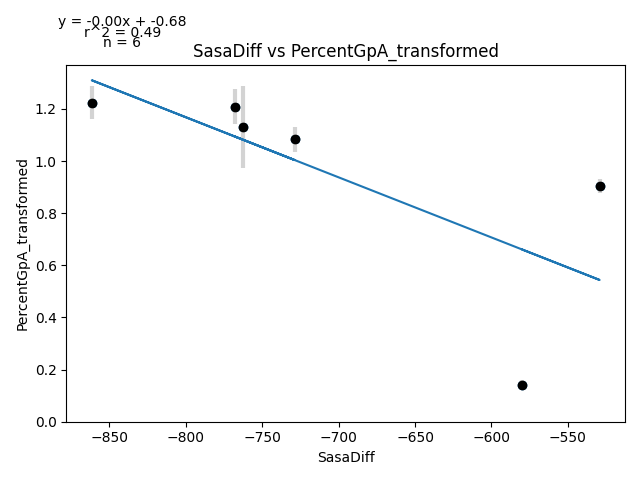 y = -0.00x + -0.68
r^2 = 0.49
n = 6
SasaDiff vs PercentGpA_transformed
PercentGpA_transformed
1.2
1.0
0.8
0.6
0.4
0.2
0.0
−850 −800 −750 −700 −650 −600 −550
SasaDiff